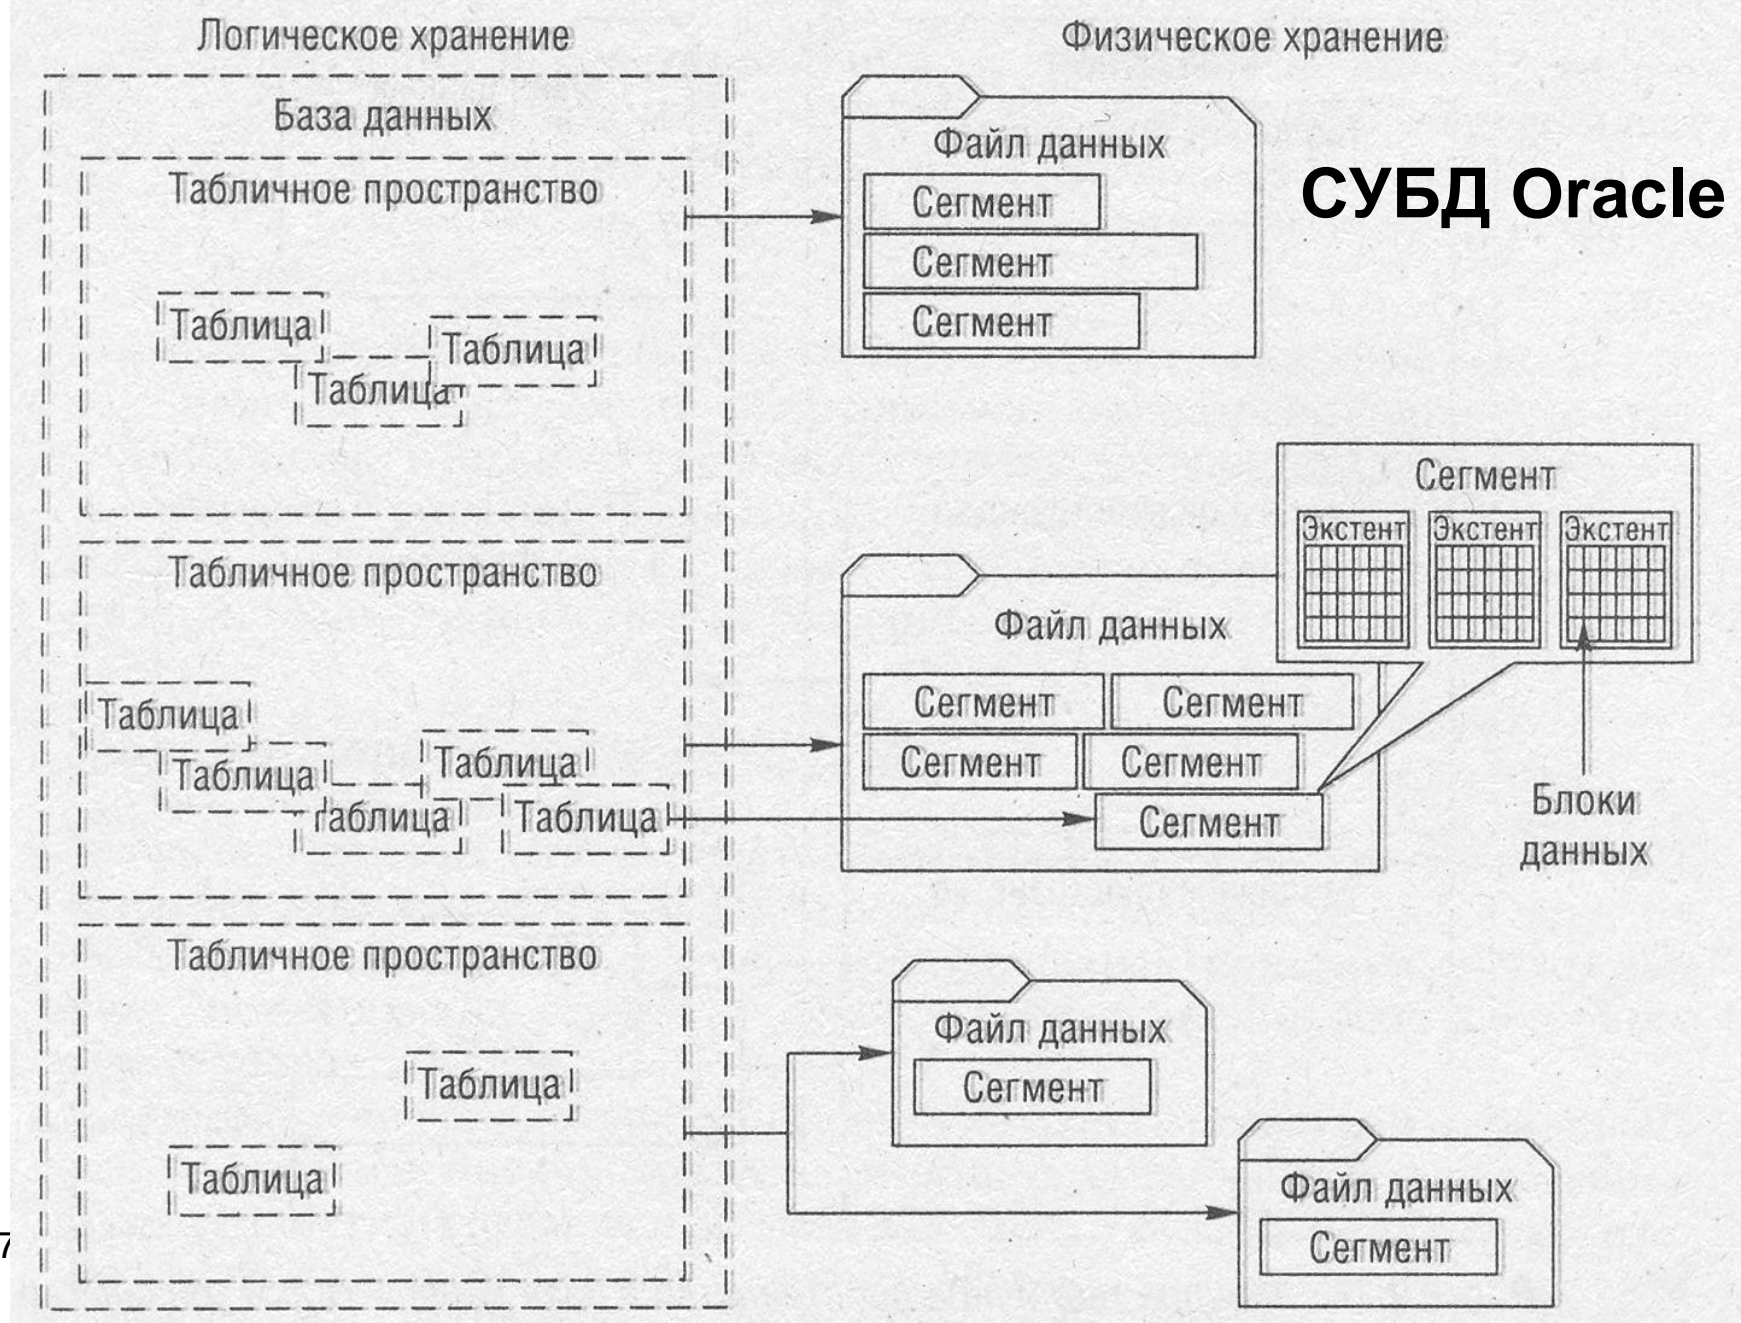 Логическое хранение
Физическое хранение
База данных
Табличное пространство
Таблица
Таблица
Таблица
Файл данных
Сегмент
Сегмент
Сегмент
СУБД Oracle
Табличное пространство
Таблица
Таблица
Таблица
Таблица
Таблица
Файл данных
Сегмент
Сегмент
Сегмент
Сегмент
Сегмент
Сегмент
Экстент
Экстент
Экстент
Блоки
данных
Табличное пространство
Таблица
Таблица
Файл данных
Сегмент
Файл данных
Сегмент
7